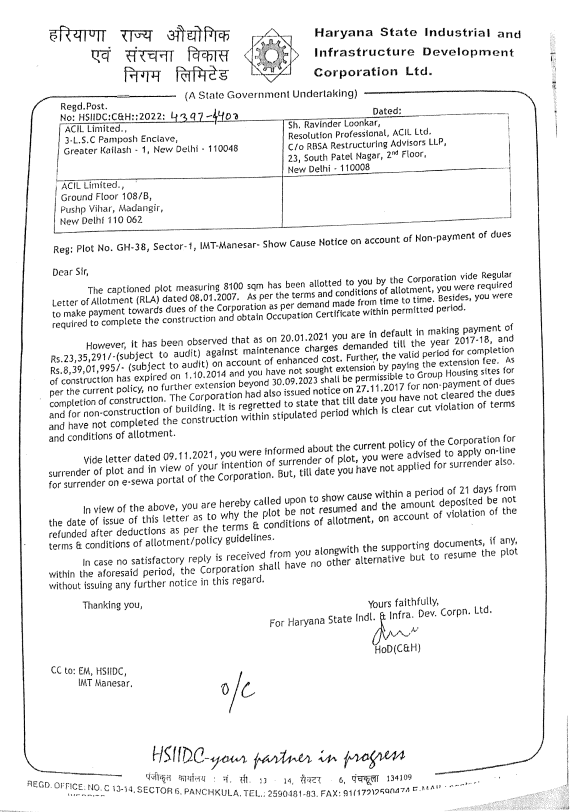 हरियाणा राज्य औद्योगिक
एवं संरचना विकास
निगम लिमिटेड
Haryana State Industrial and
Infrastructure Development
Corporation Ltd.
(A State Government Undertaking)
Regd.Post.
No: HSIIDC:C&H::2022: 4397-4402
Dated:
ACIL Limited.,
3-L.S.C Pamposh Enclave,
Greater Kailash - 1, New Delhi - 110048
Sh. Ravinder Loonkar,
Resolution Professional, ACIL Ltd.
C/o RBSA Restructuring Advisors LLP,
23, South Patel Nagar, 2nd Floor,
New Delhi - 110008
ACIL Limited.,
Ground Floor 108/B,
Pushp Vihar, Madangir,
New Delhi 110 062
Reg: Plot No. GH-38, Sector-1, IMT-Manesar- Show Cause Notice on account of Non-payment of dues
Dear Sir,
The captioned plot measuring 8100 sqm has been allotted to you by the Corporation vide Regular
Letter of Allotment (RLA) dated 08.01.2007. As per the terms and conditions of allotment, you were required
to make payment towards dues of the Corporation as per demand made from time to time. Besides, you were
required to complete the construction and obtain Occupation Certificate within permitted period.
However, it has been observed that as on 20.01.2021 you are in default in making payment of
Rs.23,35,291/-(subject to audit) against maintenance charges demanded till the year 2017-18, and
Rs.8,39,01,995/- (subject to audit) on account of enhanced cost. Further, the valid period for completion
of construction has expired on 1.10.2014 and you have not sought extension by paying the extension fee. As
per the current policy, no further extension beyond 30.09.2023 shall be permissible to Group Housing sites for
completion of construction. The Corporation had also issued notice on 27.11.2017 for non-payment of dues
and for non-construction of building. It is regretted to state that till date you have not cleared the dues
and have not completed the construction within stipulated period which is clear cut violation of terms
and conditions of allotment.
Vide letter dated 09.11.2021, you were informed about the current policy of the Corporation for
surrender of plot and in view of your intention of surrender of plot, you were advised to apply on-line
for surrender on e-sewa portal of the Corporation. But, till date you have not applied for surrender also.
In view of the above, you are hereby called upon to show cause within a period of 21 days from
the date of issue of this letter as to why the plot be not resumed and the amount deposited be not
refunded after deductions as per the terms & conditions of allotment, on account of violation of the
terms & conditions of allotment/policy guidelines.
In case no satisfactory reply is received from you alongwith the supporting documents, if any,
within the aforesaid period, the Corporation shall have no other alternative but to resume the plot
without issuing any further notice in this regard.
Thanking you,
Yours faithfully,
For Haryana State Indl. & Infra. Dev. Corpn. Ltd.
HoD(C&H)
CC to: EM, HSIIDC,
IMT Manesar.
o/c
HSIIDC-your partner in progress
पंजीकृत कार्यालय : नं. सी. 13 - 14, सैक्टर - 6, पंचकूला 134109
REGD. OFFICE. NO. C 13-14, SECTOR 6, PANCHKULA. TEL.: 2590481-83. FAX: 91(172)2590474